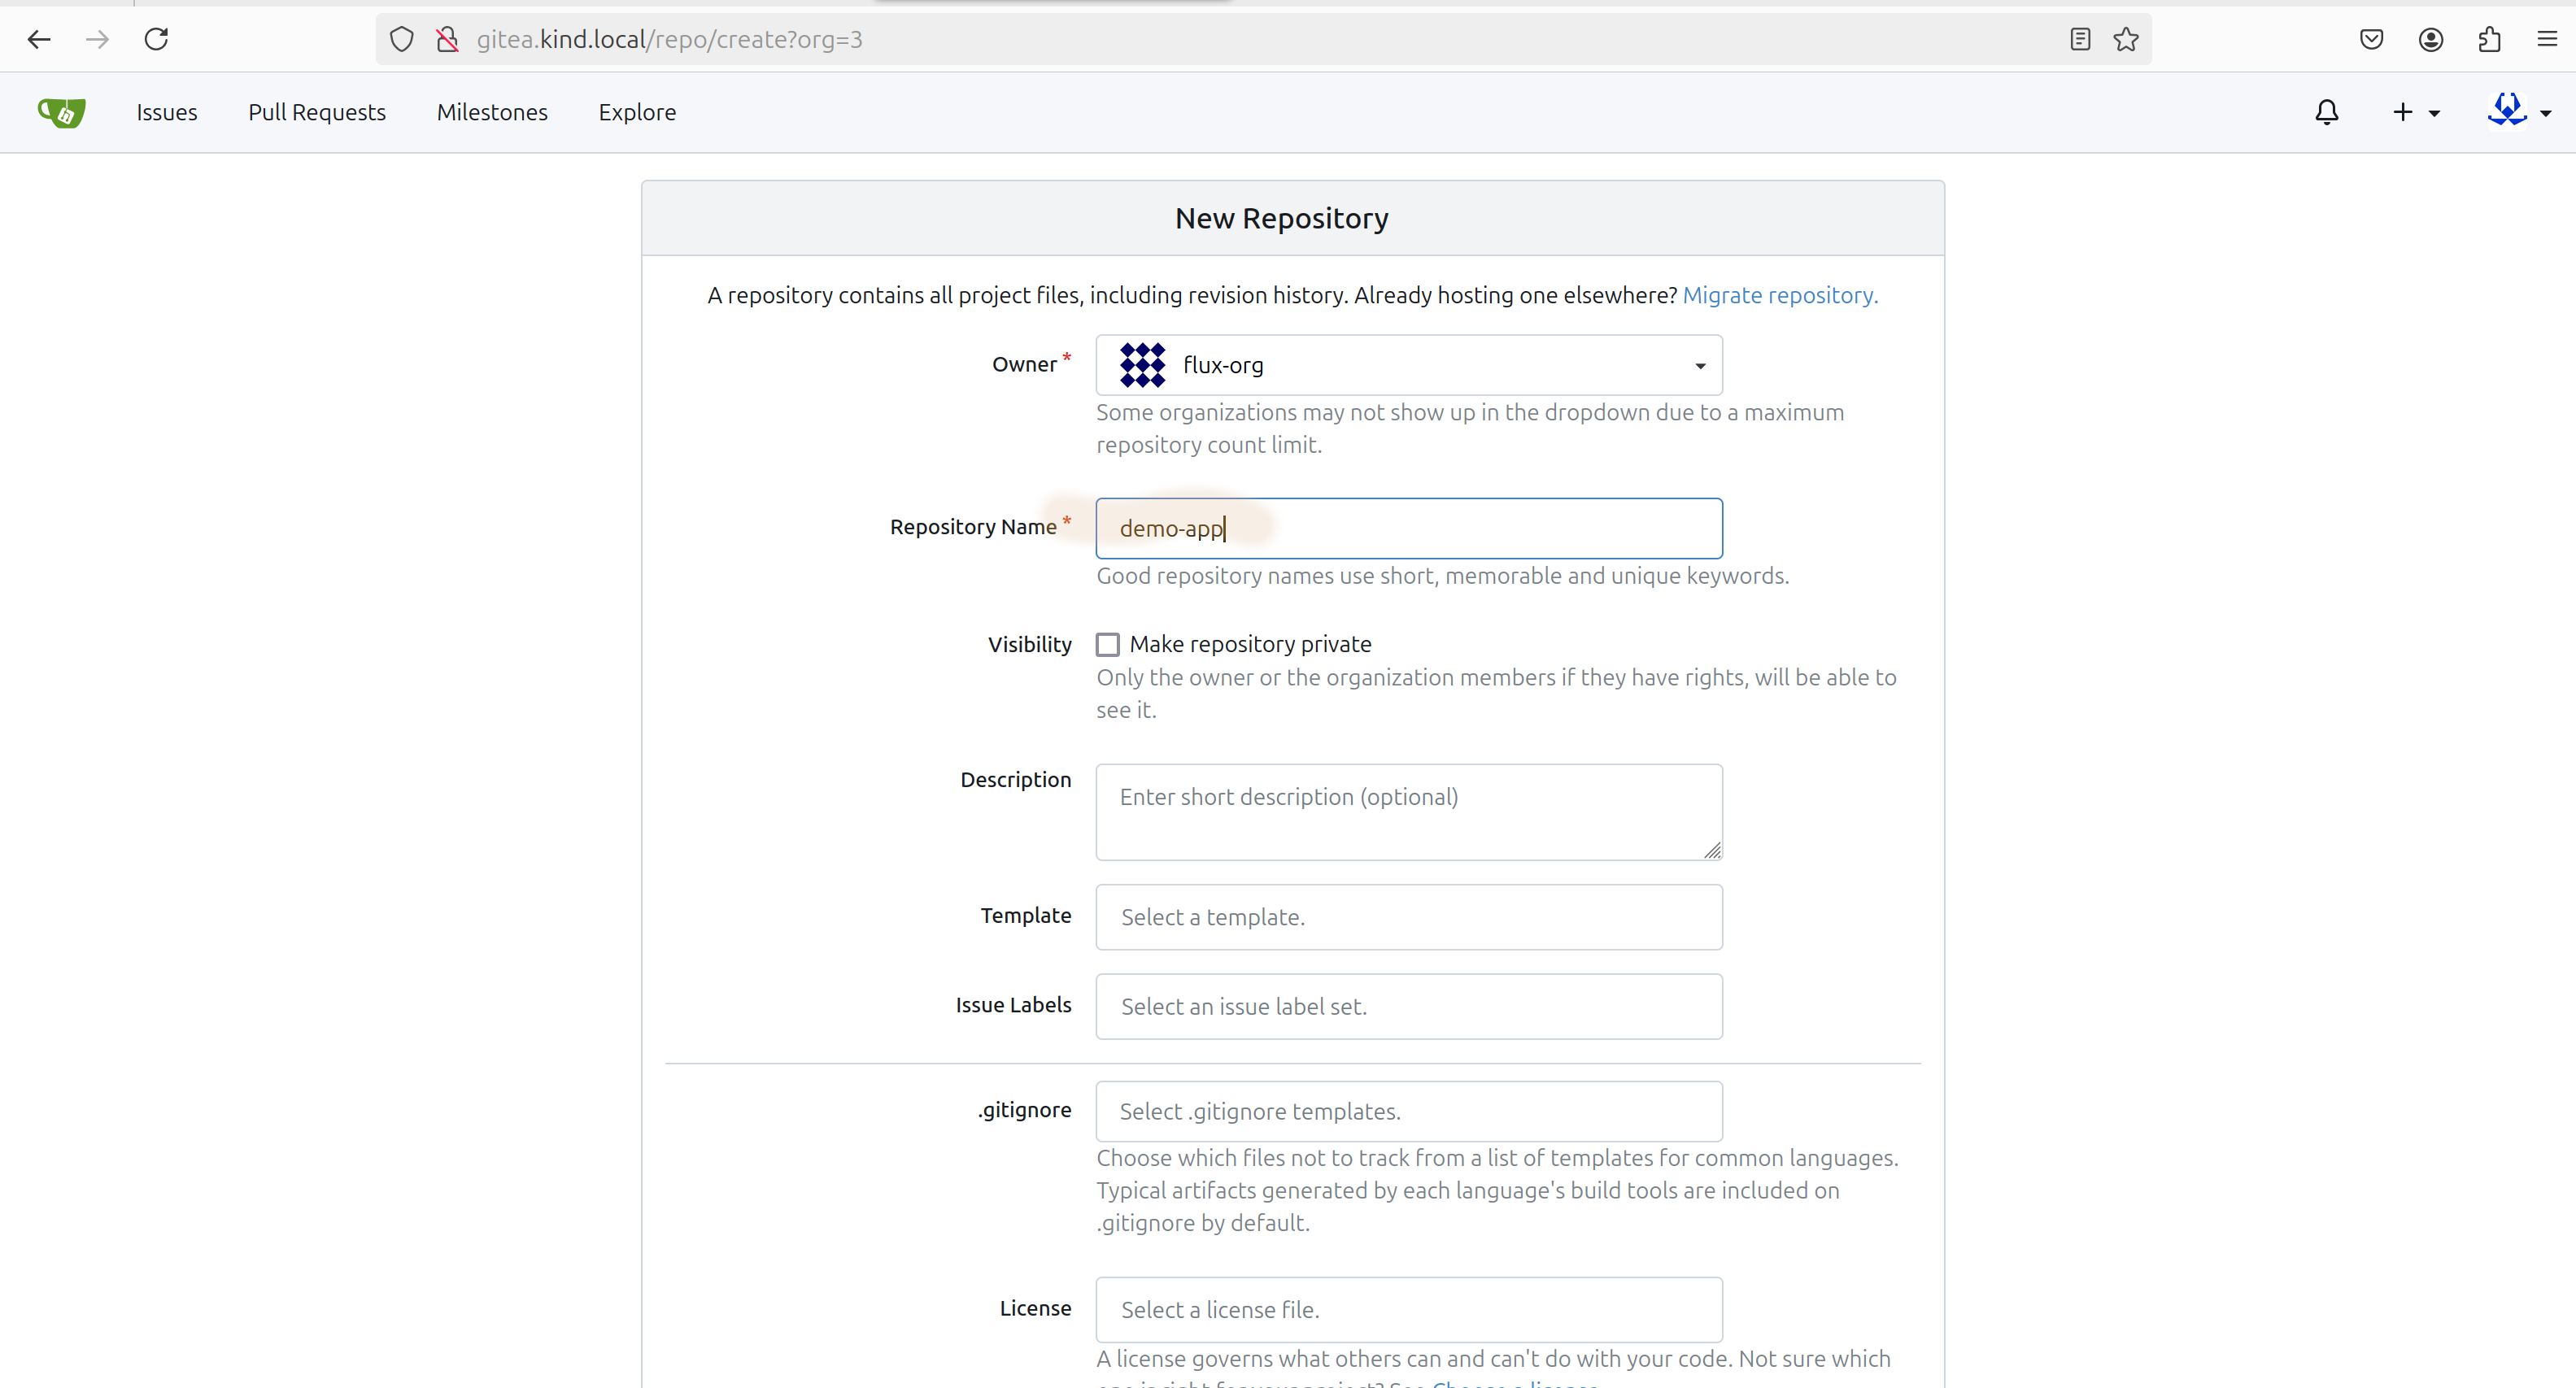 gitea.kind.local/repo/create?org=3
Issues Pull Requests Milestones Explore
New Repository
A repository contains all project files, including revision history. Already hosting one elsewhere? Migrate repository.
Owner * flux-org
Some organizations may not show up in the dropdown due to a maximum
repository count limit.
Repository Name * demo-app
Good repository names use short, memorable and unique keywords.
Visibility Make repository private
Only the owner or the organization members if they have rights, will be able to
see it.
Description Enter short description (optional)
Template Select a template.
Issue Labels Select an issue label set.
.gitignore Select .gitignore templates.
Choose which files not to track from a list of templates for common languages.
Typical artifacts generated by each language's build tools are included on
.gitignore by default.
License Select a license file.
A license governs what others can and can't do with your code. Not sure which